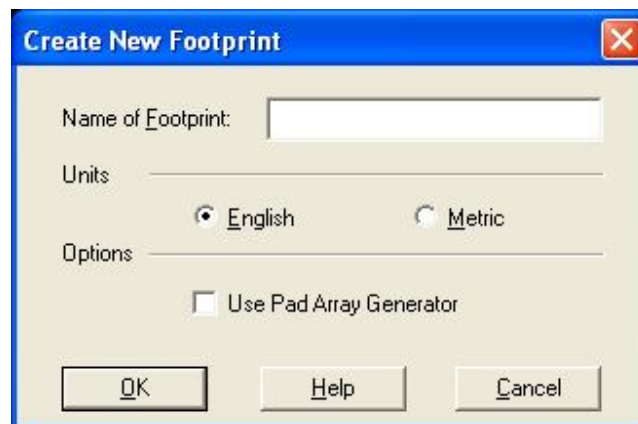 Create New Footprint
Name of Footprint:
Units
English Metric
Options
Use Pad Array Generator
OK Help Cancel